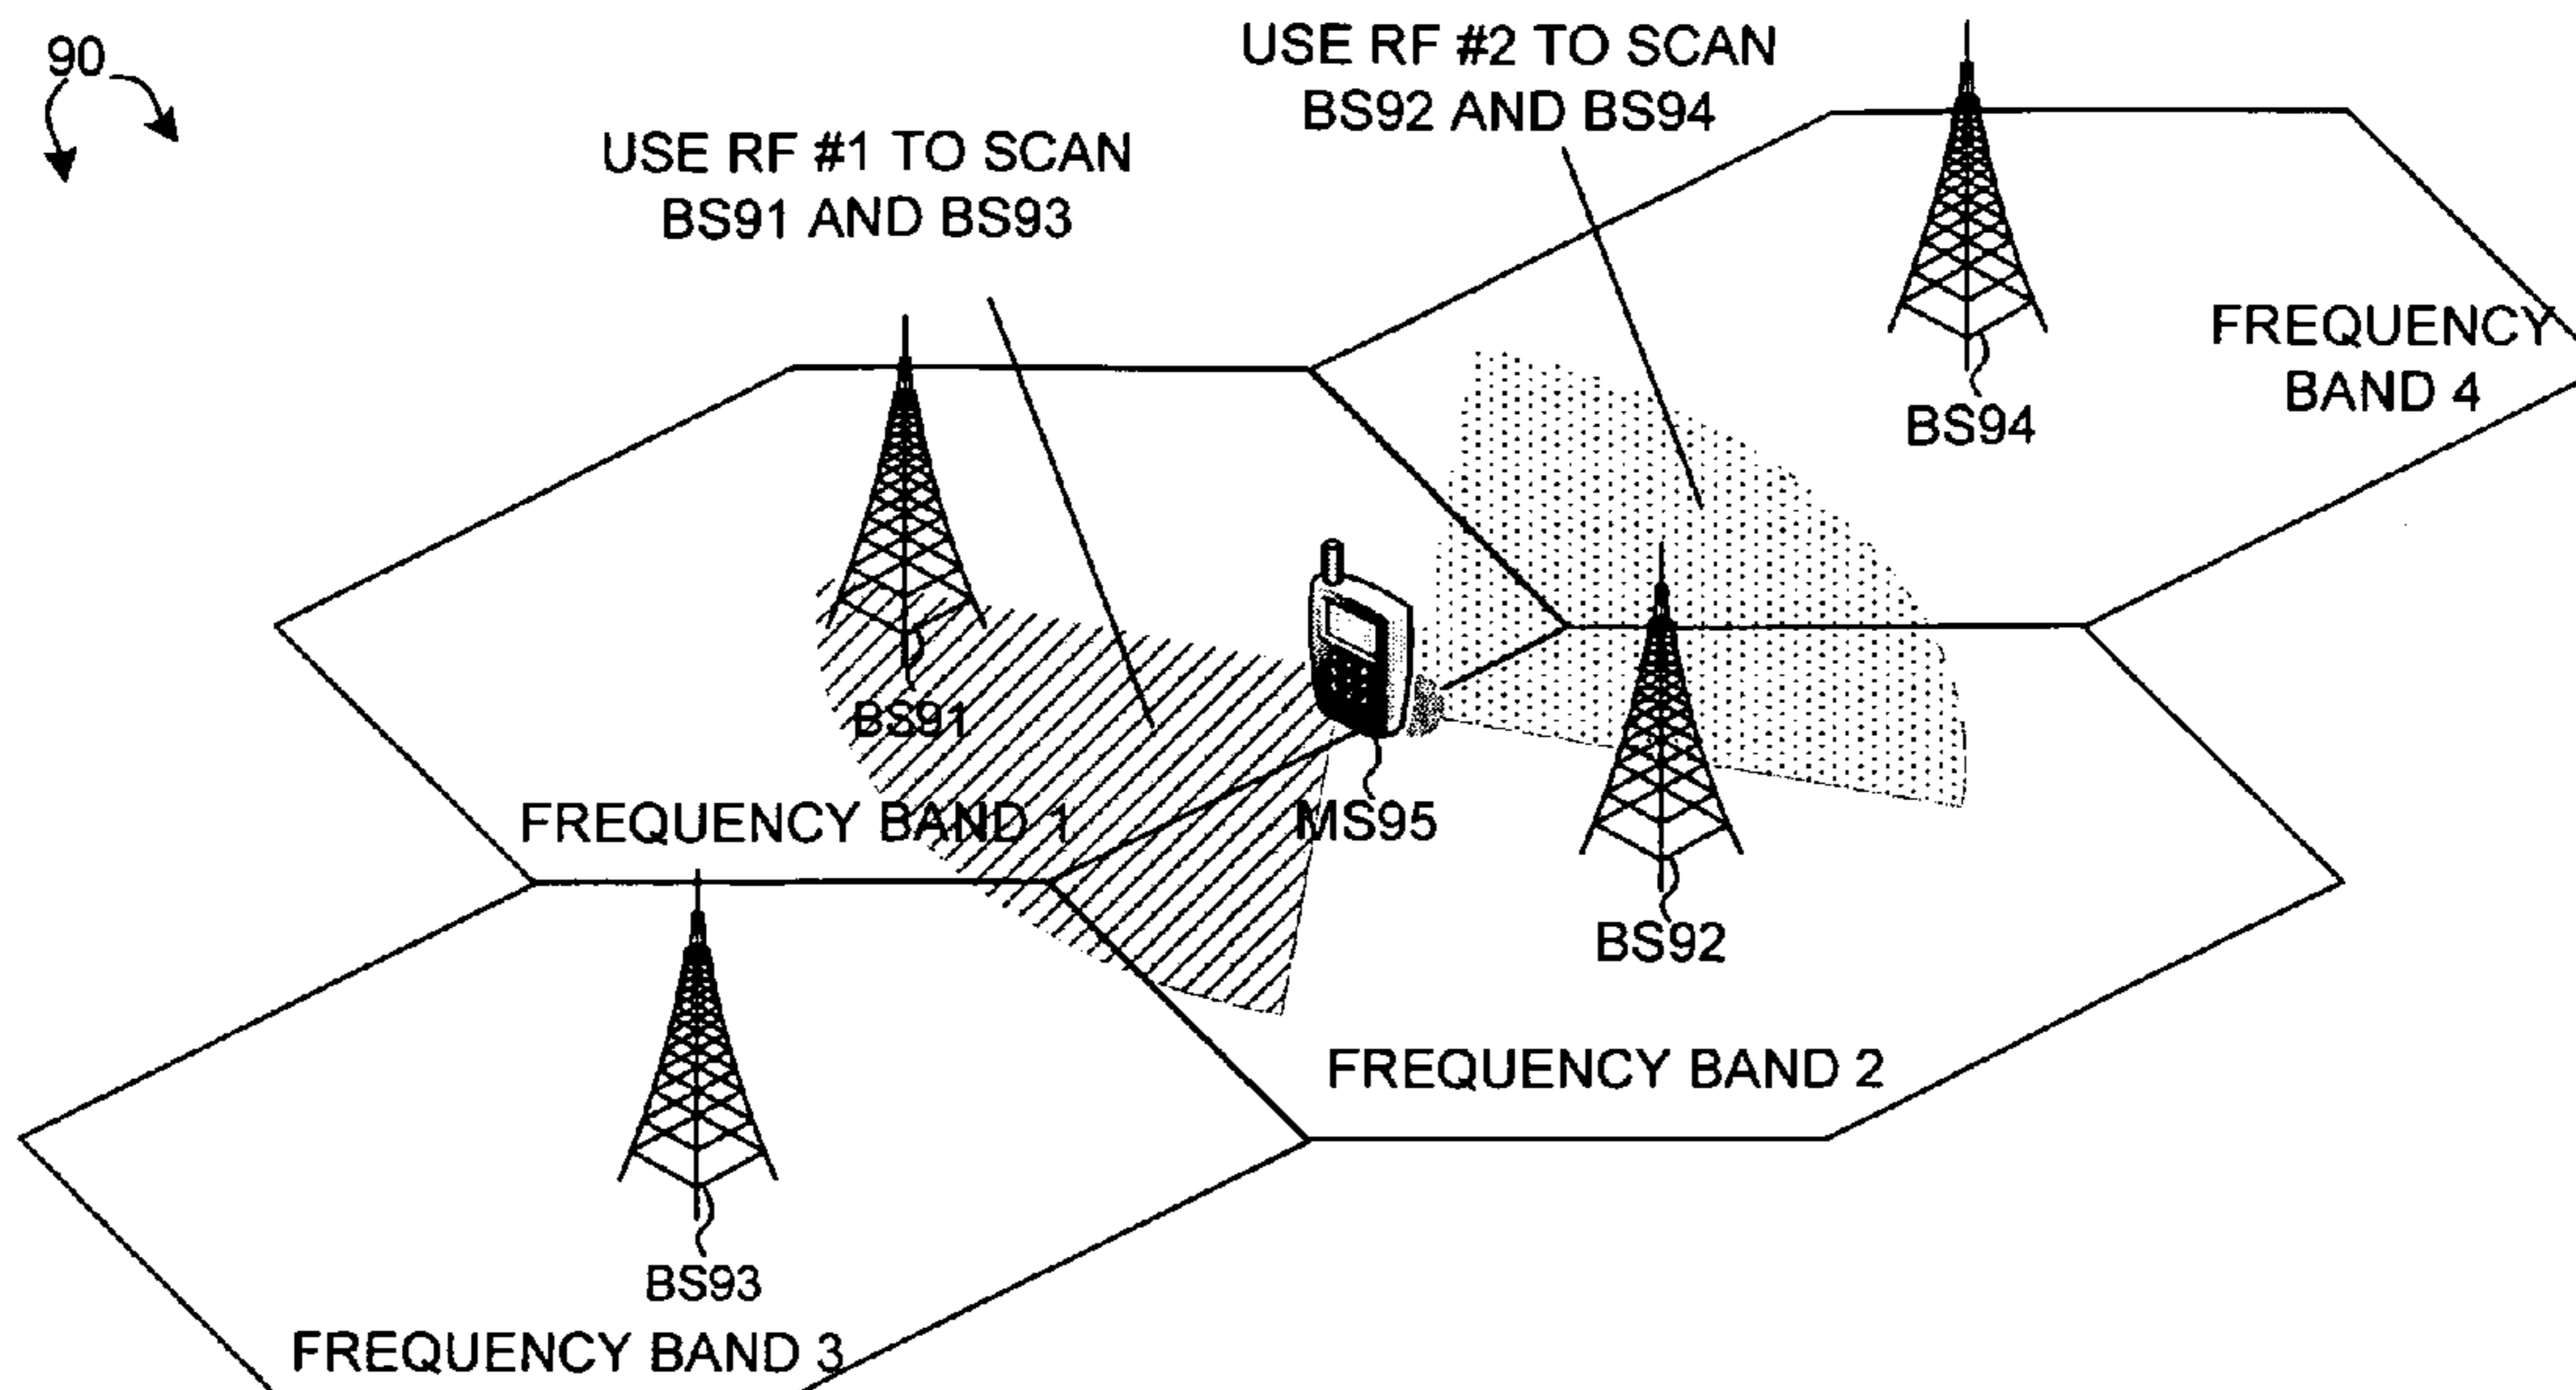 90
USE RF #1 TO SCAN
BS91 AND BS93
USE RF #2 TO SCAN
BS92 AND BS94
FREQUENCY
BAND 4
BS94
BS91
MS95
FREQUENCY BAND 1
BS92
FREQUENCY BAND 2
BS93
FREQUENCY BAND 3